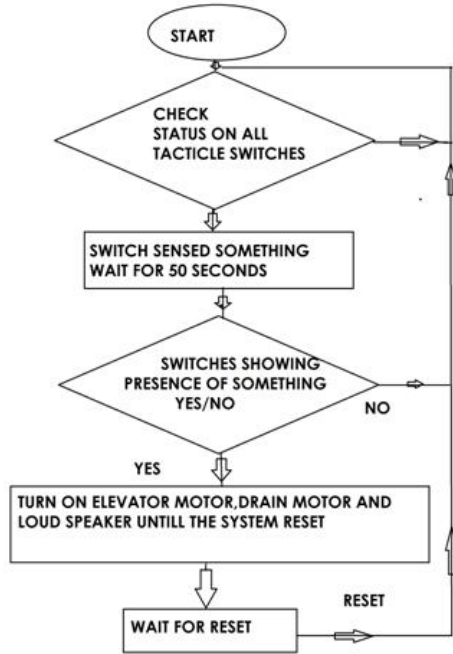 START
CHECK
STATUS ON ALL
TACTICLE SWITCHES
SWITCH SENSED SOMETHING
WAIT FOR 50 SECONDS
SWITCHES SHOWING
PRESENCE OF SOMETHING
YES/NO
NO
YES
TURN ON ELEVATOR MOTOR,DRAIN MOTOR AND
LOUD SPEAKER UNTILL THE SYSTEM RESET
RESET
WAIT FOR RESET